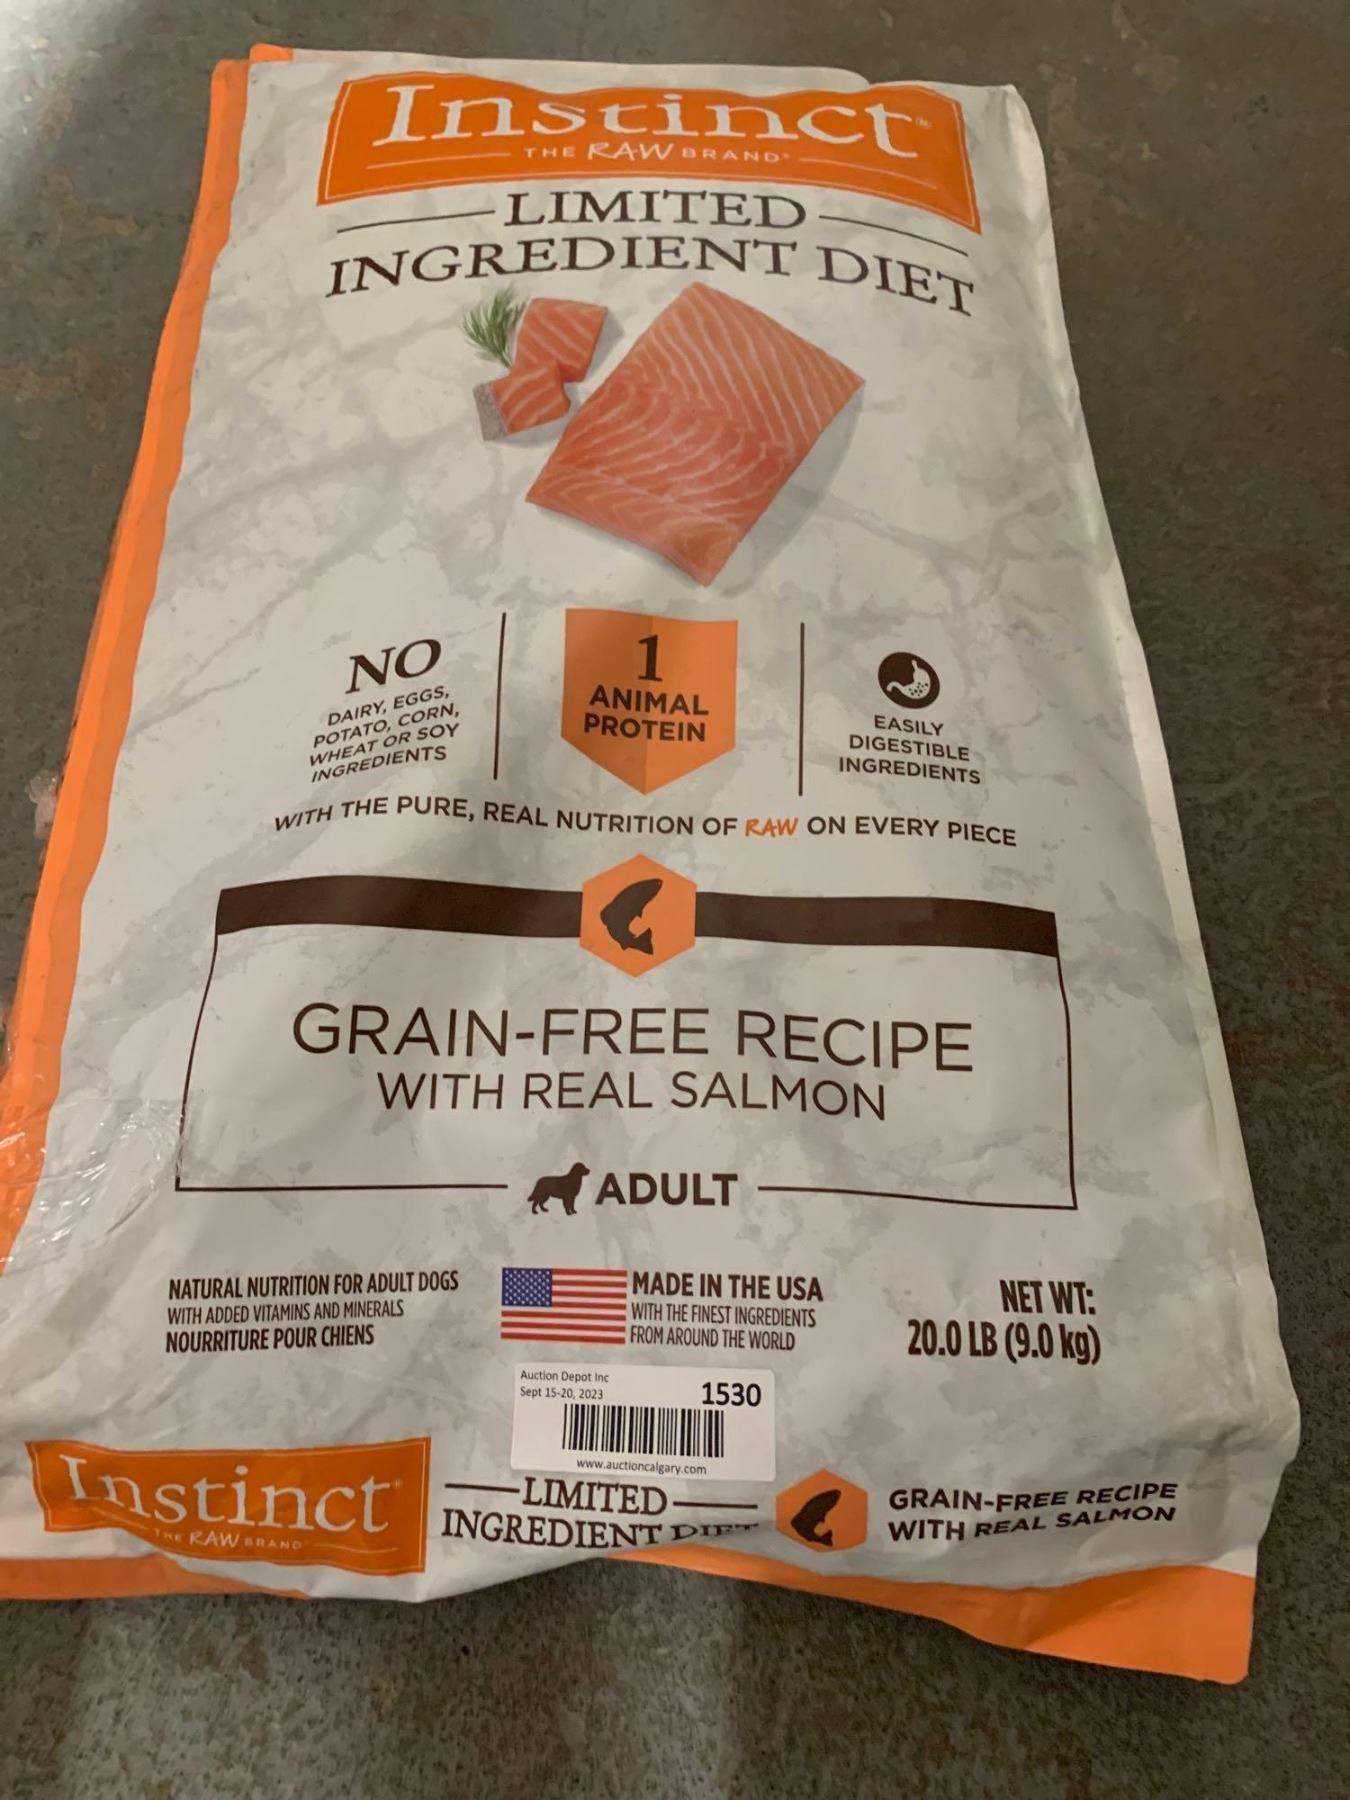 Instinct®
THE RAW BRAND®
LIMITED
INGREDIENT DIET
NO
DAIRY, EGGS,
POTATO, CORN,
WHEAT OR SOY
INGREDIENTS
1
ANIMAL
PROTEIN
EASILY
DIGESTIBLE
INGREDIENTS
WITH THE PURE, REAL NUTRITION OF RAW ON EVERY PIECE
GRAIN-FREE RECIPE
WITH REAL SALMON
ADULT
NATURAL NUTRITION FOR ADULT DOGS
WITH ADDED VITAMINS AND MINERALS
NOURRITURE POUR CHIENS
MADE IN THE USA
WITH THE FINEST INGREDIENTS
FROM AROUND THE WORLD
NET WT:
20.0 LB (9.0 kg)
Auction Depot Inc
Sept 15-20, 2023
1530
www.auctioncalgary.com
Instinct®
THE RAW BRAND
LIMITED
INGREDIENT DIET
GRAIN-FREE RECIPE
WITH REAL SALMON